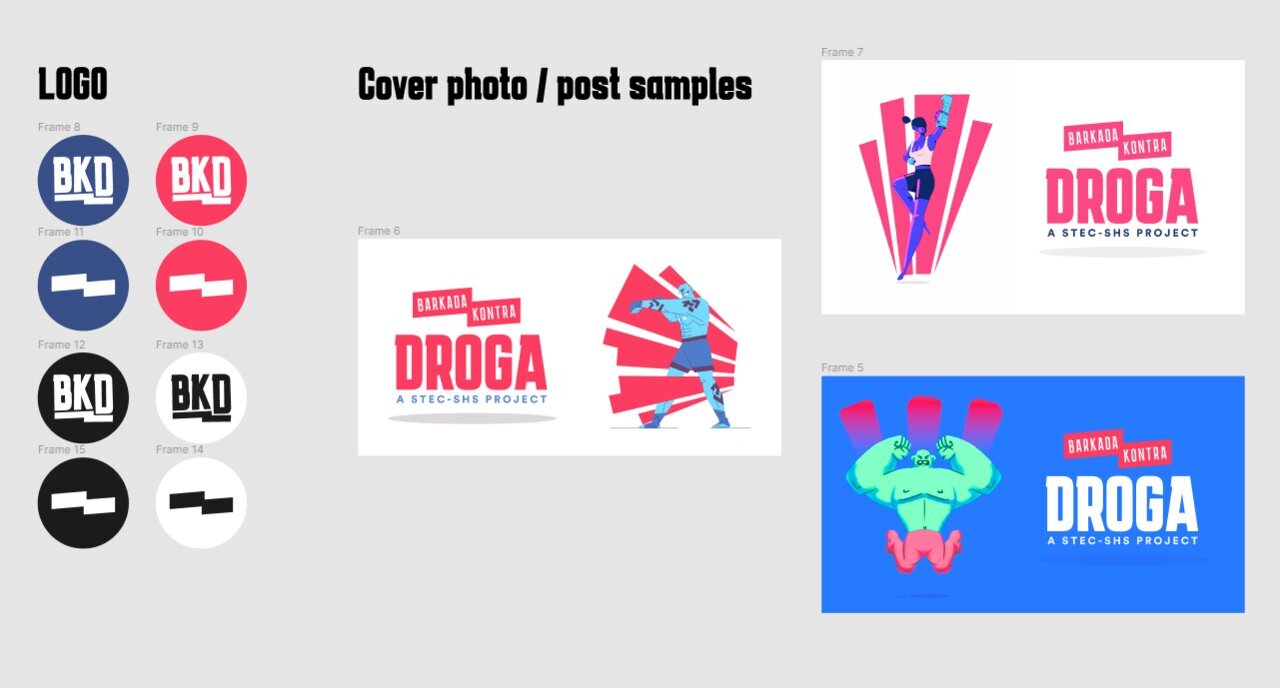 LOGO
Frame 8
Frame 9
BKD
BKD
Frame 11
Frame 10
Frame 12
Frame 13
BKD
BKD
Frame 15
Frame 14
Cover photo / post samples
Frame 6
BARKADA
KONTRA
DROGA
A STEC-SHS PROJECT
Frame 7
BARKADA
KONTRA
DROGA
A STEC-SHS PROJECT
Frame 5
BARKADA
KONTRA
DROGA
A STEC-SHS PROJECT